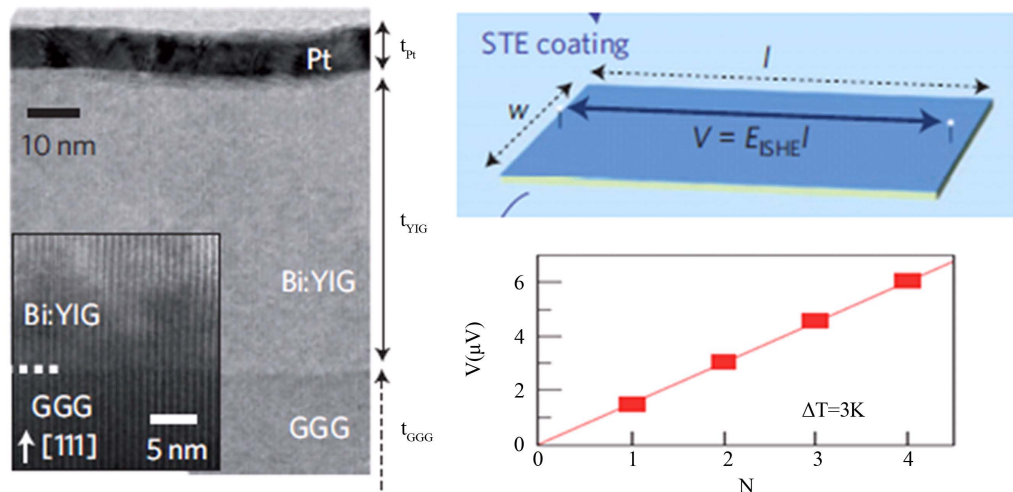 Pt
10 nm
Bi:YIG
Bi:YIG
GGG
[111]
5 nm
GGG
t_Pt
t_YIG
t_GGG
STE coating
l
w
V = E_ISHE l
V(μV)
6
4
2
0
0 1 2 3 4
N
ΔT=3K